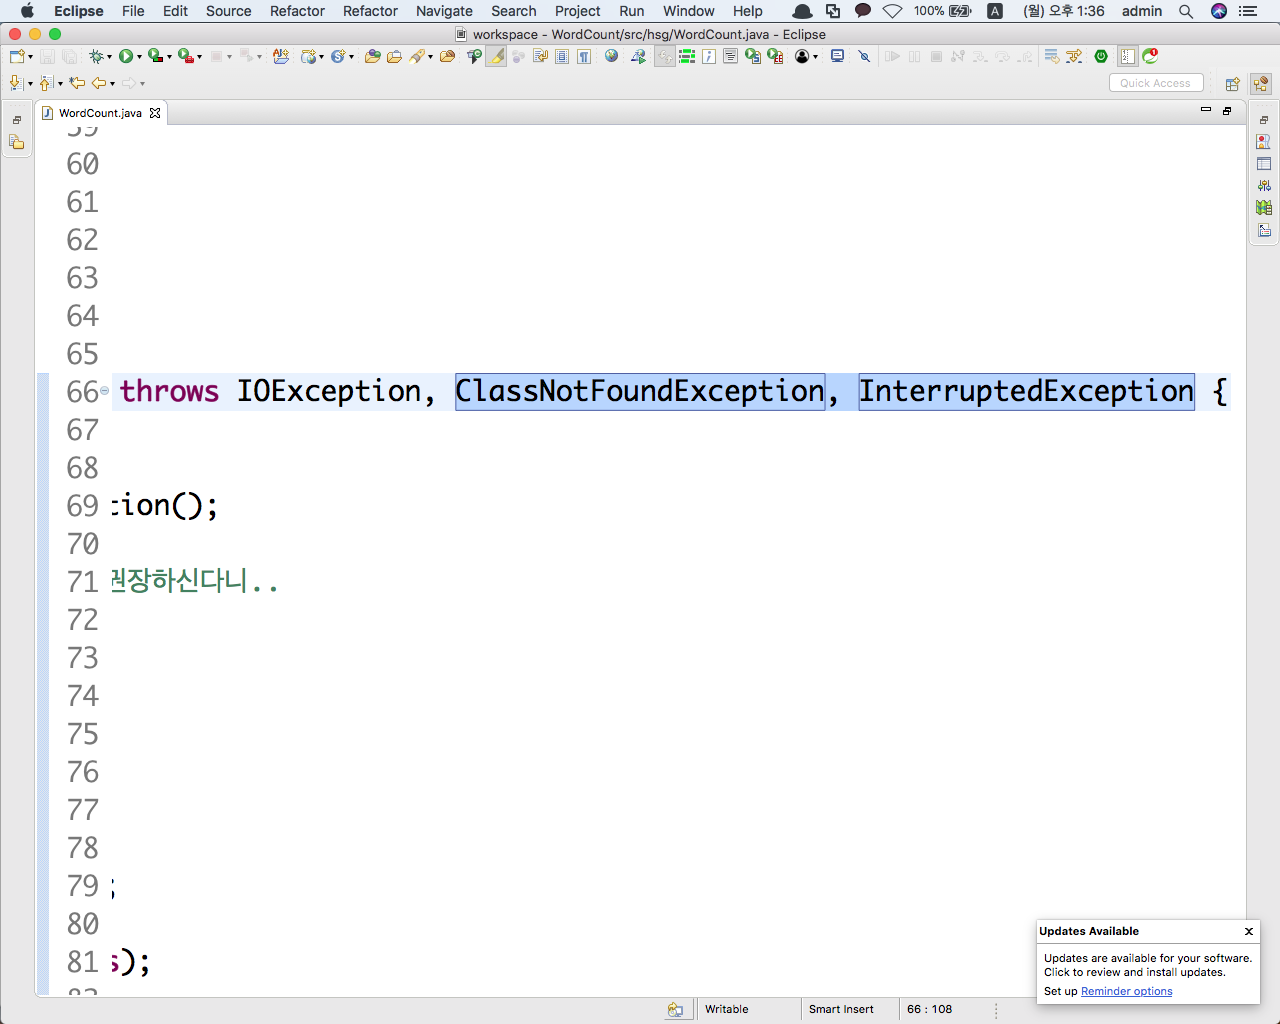 Eclipse File Edit Source Refactor Refactor Navigate Search Project Run Window Help 100% A (월) 오후 1:36 admin
workspace - WordCount/src/hsg/WordCount.java - Eclipse
Quick Access
WordCount.java
59
60
61
62
63
64
65
66 throws IOException, ClassNotFoundException, InterruptedException {
67
68
69 tion();
70
71 권장하신다니..
72
73
74
75
76
77
78
79 ;
80
81 s);
Updates Available
Updates are available for your software.
Click to review and install updates.
Set up Reminder options
Writable Smart Insert 66 : 108